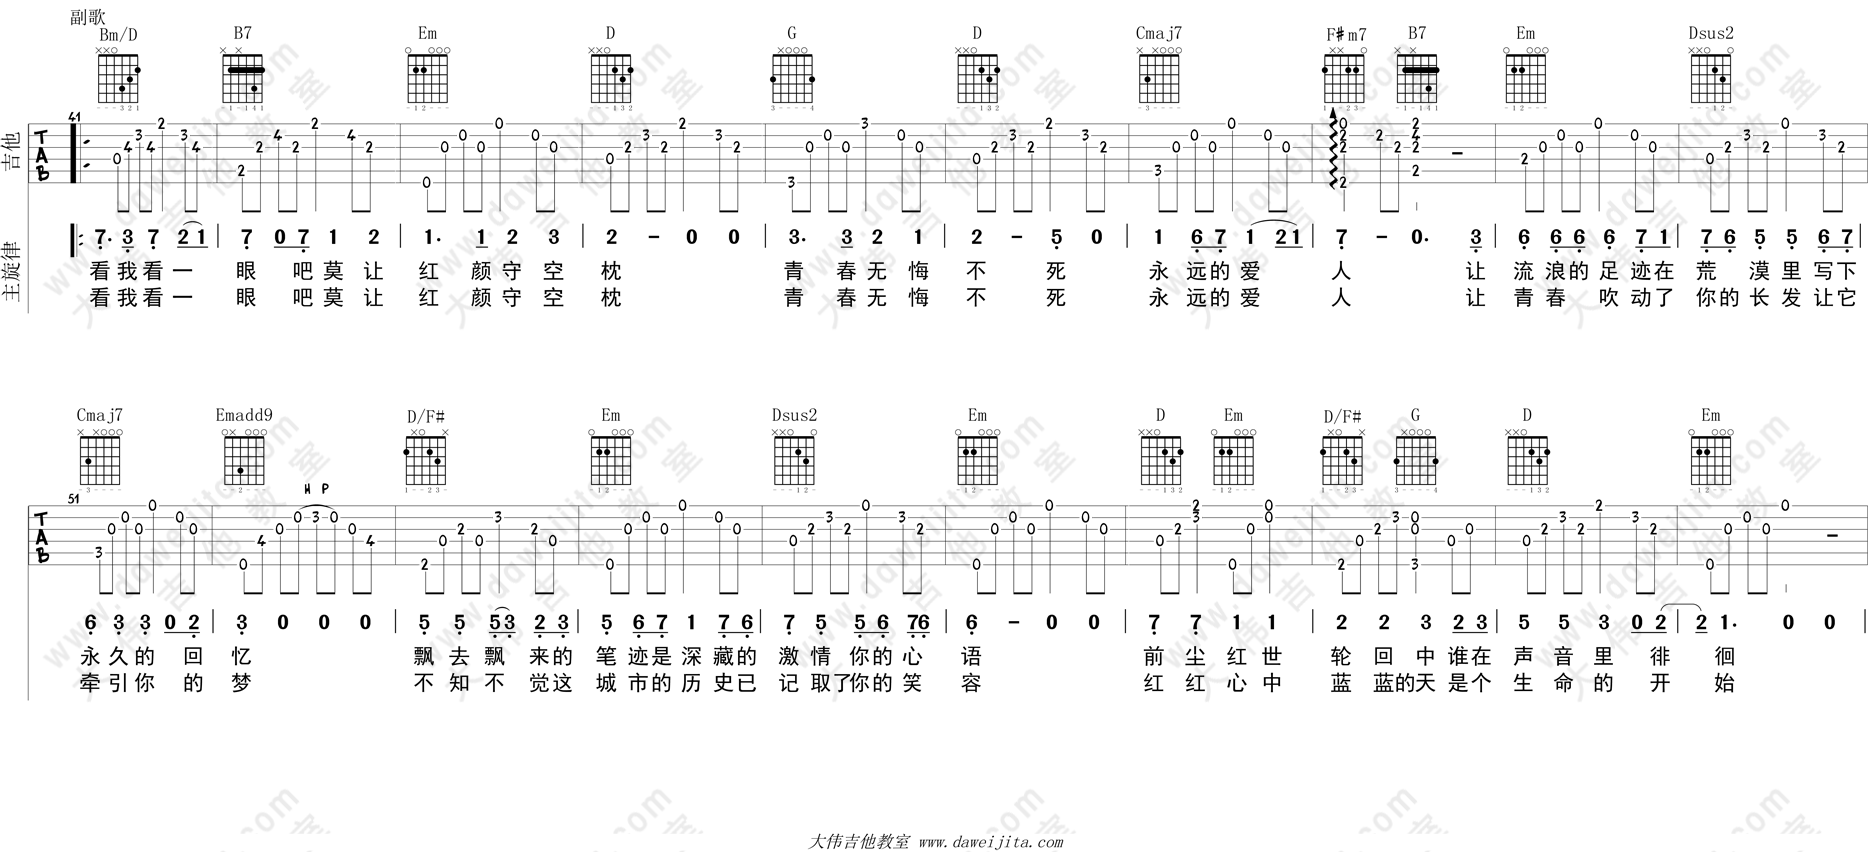 副歌
Bm/D B7 Em D G D Cmaj7 F♯m7 B7 Em Dsus2
41
吉他 TAB
主旋律
7. 3 7 2 1 | 7 0 7 1 2 | 1. 1 2 3 | 2 - 0 0 | 3. 3 2 1 | 2 - 5 0 | 1 6 7 1 2 1 | 7 - 0. 3 | 6 6 6 6 7 1 | 7 6 5 5 6 7
看我看一 眼 吧莫让 红 颜守空 枕 青 春无悔 不 死 永 远的爱 人 让 流浪的足迹在 荒 漠里写下
看我看一 眼 吧莫让 红 颜守空 枕 青 春无悔 不 死 永 远的爱 人 让 青春 吹动了 你的长发让它
Cmaj7 Emadd9 D/F# Em Dsus2 Em D Em D/F# G D Em
51
H P
TAB
6 3 3 0 2 | 3 0 0 0 | 5 5 5 3 2 3 | 5 6 7 1 7 6 | 7 5 5 6 7 6 | 6 - 0 0 | 7 7 1 1 | 2 2 3 2 3 | 5 5 3 0 2 | 2 1. 0 0
永久的 回 忆 飘去飘 来的 笔迹是深藏的 激情你的心 语 前尘红世 轮回中谁在 声音里徘 徊
牵引你 的 梦 不知不 觉这 城市的历史已 记取了你的笑 容 红红心中 蓝蓝的天是个 生命的开 始
大伟吉他教室 www.daweijita.com